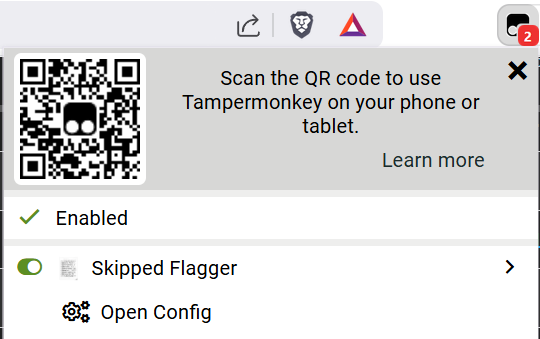 2
Scan the QR code to use
Tampermonkey on your phone or
tablet.
Learn more
Enabled
Skipped Flagger
Open Config